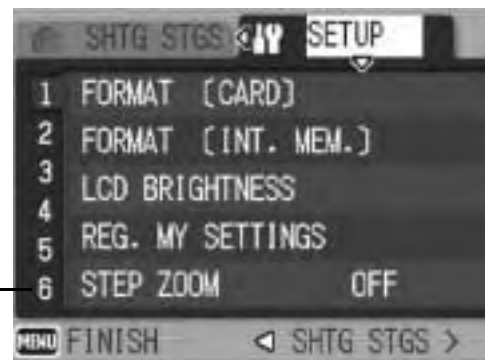 SHTG STGS SETUP
1 FORMAT [CARD]
2 FORMAT [INT. MEM.]
3 LCD BRIGHTNESS
4 REG. MY SETTINGS
5 STEP ZOOM OFF
6
MENU FINISH ◁ SHTG STGS >